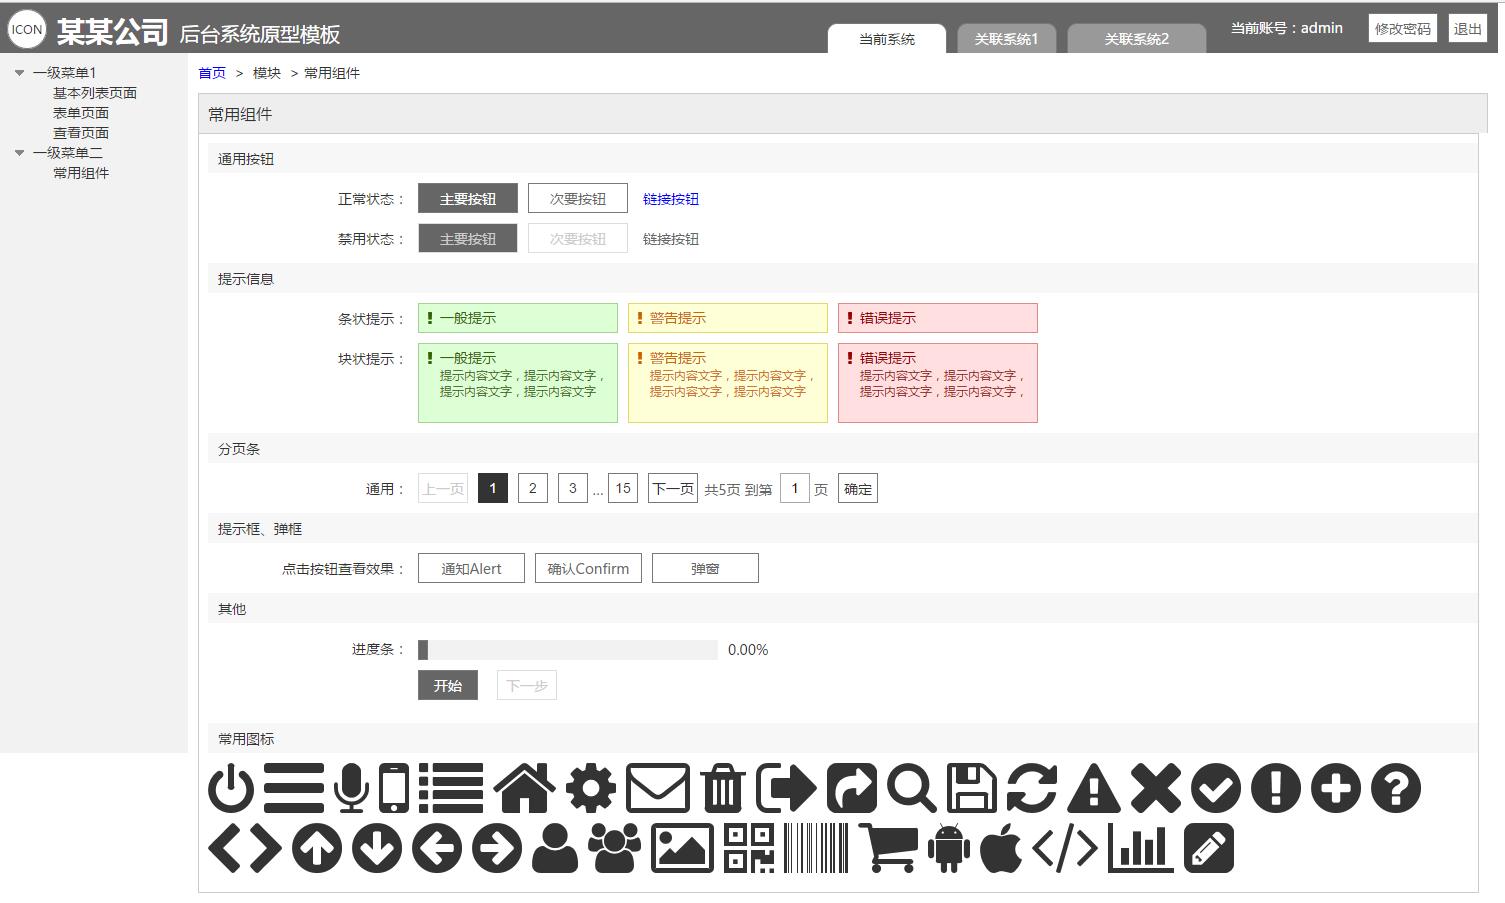 ICON 某某公司 后台系统原型模板 当前系统 关联系统1 关联系统2 当前账号：admin 修改密码 退出
一级菜单1
基本列表页面
表单页面
查看页面
一级菜单二
常用组件
首页 > 模块 > 常用组件
常用组件
通用按钮
正常状态： 主要按钮 次要按钮 链接按钮
禁用状态： 主要按钮 次要按钮 链接按钮
提示信息
条状提示： 一般提示 警告提示 错误提示
块状提示： 一般提示 警告提示 错误提示
提示内容文字，提示内容文字， 提示内容文字，提示内容文字， 提示内容文字，提示内容文字，
提示内容文字，提示内容文字 提示内容文字，提示内容文字 提示内容文字，提示内容文字，
分页条
通用： 上一页 1 2 3 ... 15 下一页 共5页 到第 1 页 确定
提示框、弹框
点击按钮查看效果： 通知Alert 确认Confirm 弹窗
其他
进度条： 0.00%
开始 下一步
常用图标